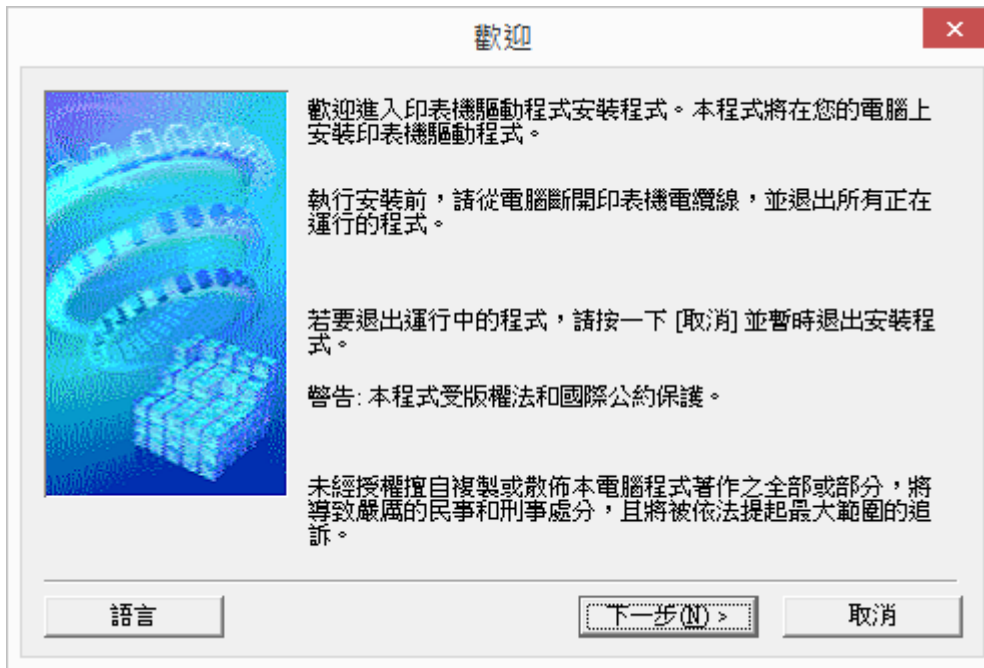 歡迎
歡迎進入印表機驅動程式安裝程式。本程式將在您的電腦上
安裝印表機驅動程式。
執行安裝前，請從電腦斷開印表機電纜線，並退出所有正在
運行的程式。
若要退出運行中的程式，請按一下 [取消] 並暫時退出安裝程
式。
警告: 本程式受版權法和國際公約保護。
未經授權擅自複製或散佈本電腦程式著作之全部或部分，將
導致嚴厲的民事和刑事處分，且將被依法提起最大範圍的追
訴。
語言
下一步(N) >
取消